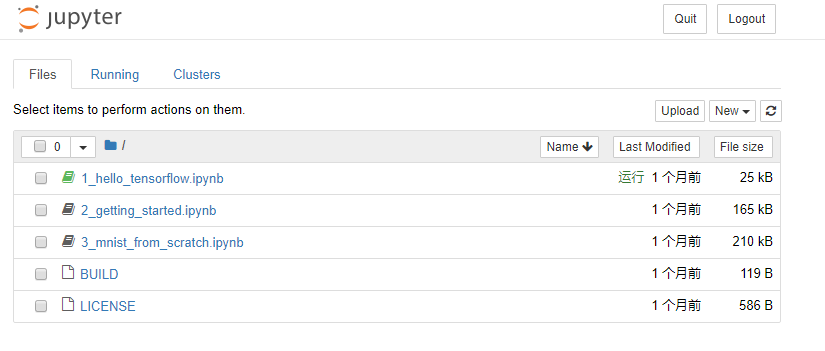 jupyter
Quit Logout
Files Running Clusters
Select items to perform actions on them.
Upload New
0 / Name Last Modified File size
1_hello_tensorflow.ipynb 运行 1 个月前 25 kB
2_getting_started.ipynb 1 个月前 165 kB
3_mnist_from_scratch.ipynb 1 个月前 210 kB
BUILD 1 个月前 119 B
LICENSE 1 个月前 586 B